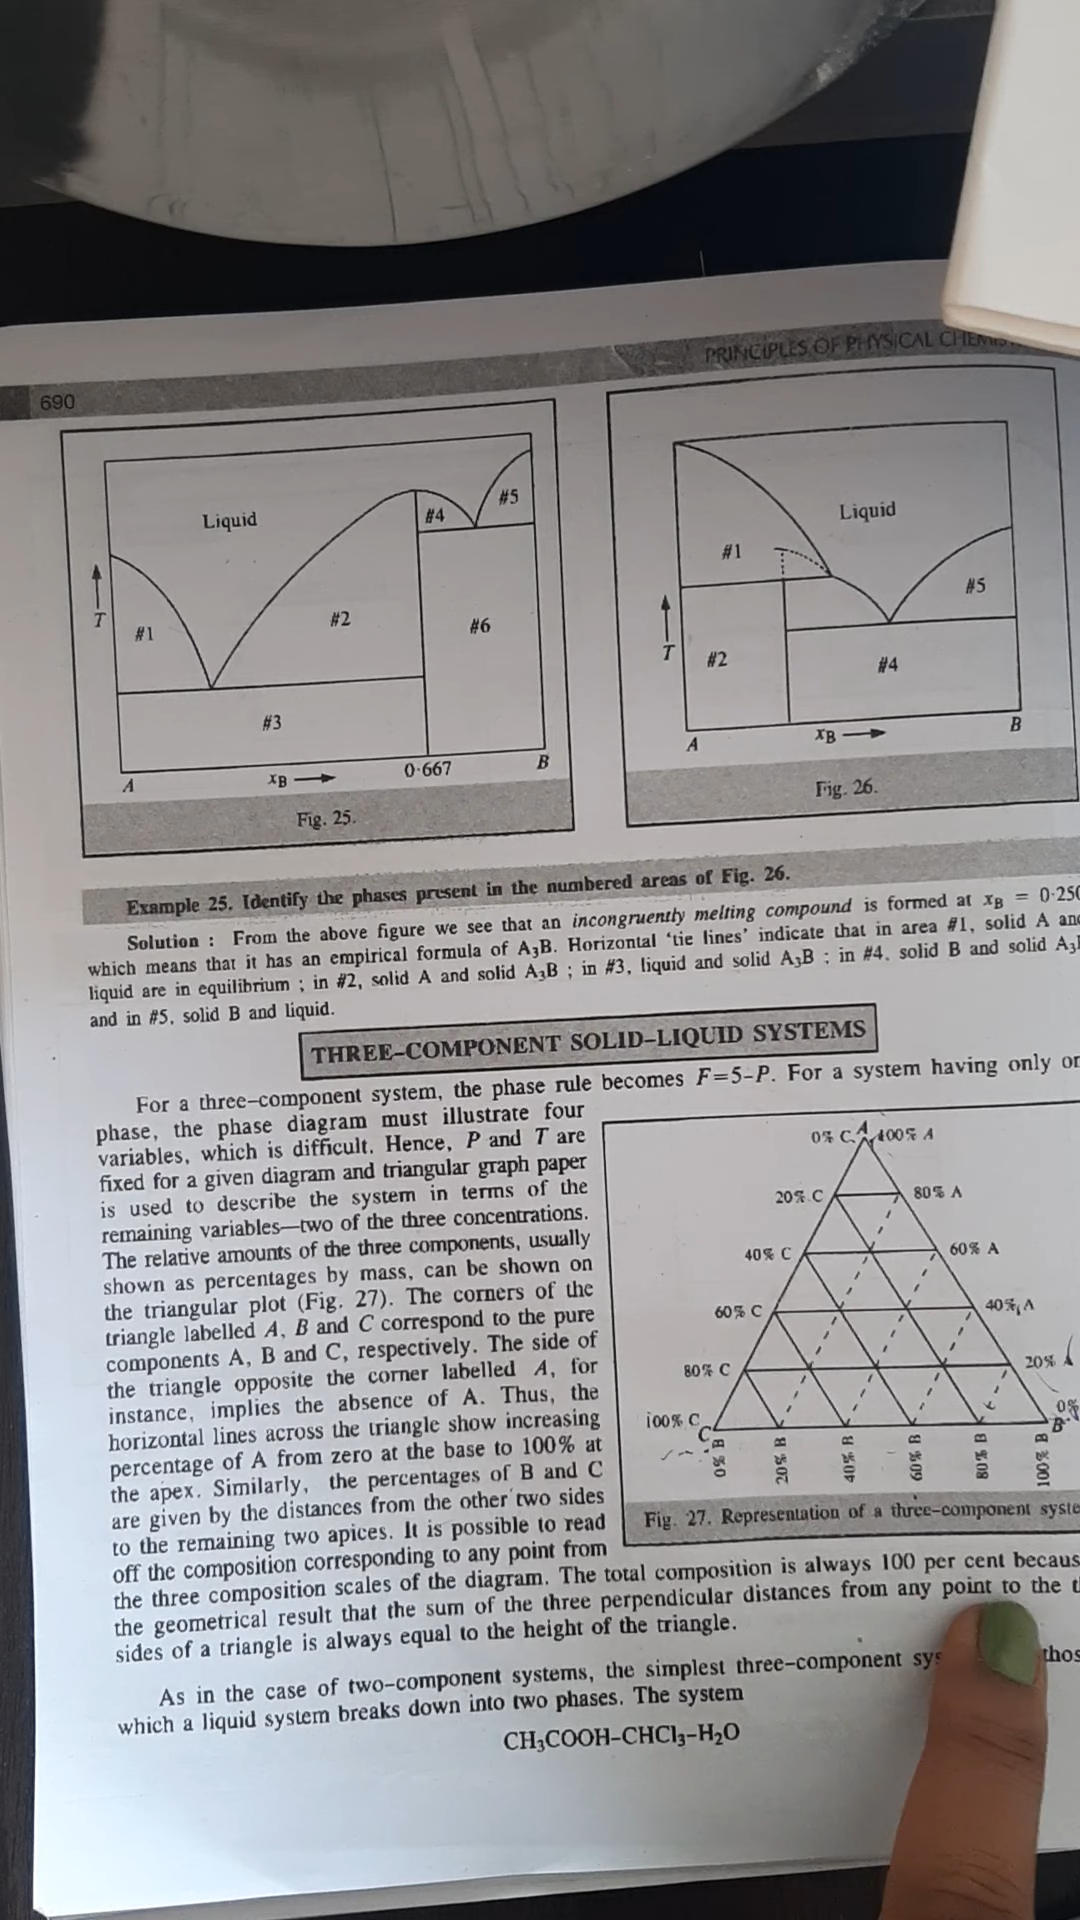 PRINCIPLES OF PHYSICAL
690
Liquid
#1
#2
#3
#4
#5
#6
T
A
xB
0·667
B
Fig. 25.
Liquid
#1
#2
#4
#5
T
A
xB
B
Fig. 26.
Example 25. Identify the phases present in the numbered areas of Fig. 26.
Solution : From the above figure we see that an incongruently melting compound is formed at xB =
which means that it has an empirical formula of A₃B. Horizontal 'tie lines' indicate that in area #1, solid A
liquid are in equilibrium ; in #2, solid A and solid A₃B ; in #3, liquid and solid A₃B ; in #4, solid B and solid
and in #5, solid B and liquid.
THREE-COMPONENT SOLID-LIQUID SYSTEMS
For a three-component system, the phase rule becomes F=5-P. For a system having only
phase, the phase diagram must illustrate four
variables, which is difficult. Hence, P and T are
fixed for a given diagram and triangular graph paper
is used to describe the system in terms of the
remaining variables—two of the three concentrations.
The relative amounts of the three components, usually
shown as percentages by mass, can be shown on
the triangular plot (Fig. 27). The corners of the
triangle labelled A, B and C correspond to the pure
components A, B and C, respectively. The side of
the triangle opposite the corner labelled A, for
instance, implies the absence of A. Thus, the
horizontal lines across the triangle show increasing
percentage of A from zero at the base to 100% at
the apex. Similarly, the percentages of B and C
are given by the distances from the other two sides
to the remaining two apices. It is possible to read
off the composition corresponding to any point from
the three composition scales of the diagram. The total composition is always 100 per cent
the geometrical result that the sum of the three perpendicular distances from any point to the
sides of a triangle is always equal to the height of the triangle.
0% C A 100% A
20% C 80% A
40% C 60% A
60% C 40% A
80% C 20% A
100% C 0%
C B
0% B 20% B 40% B 60% B 80% B 100% B
Fig. 27. Representation of a three-component
As in the case of two-component systems, the simplest three-component
which a liquid system breaks down into two phases. The system
CH₃COOH-CHCl₃-H₂O